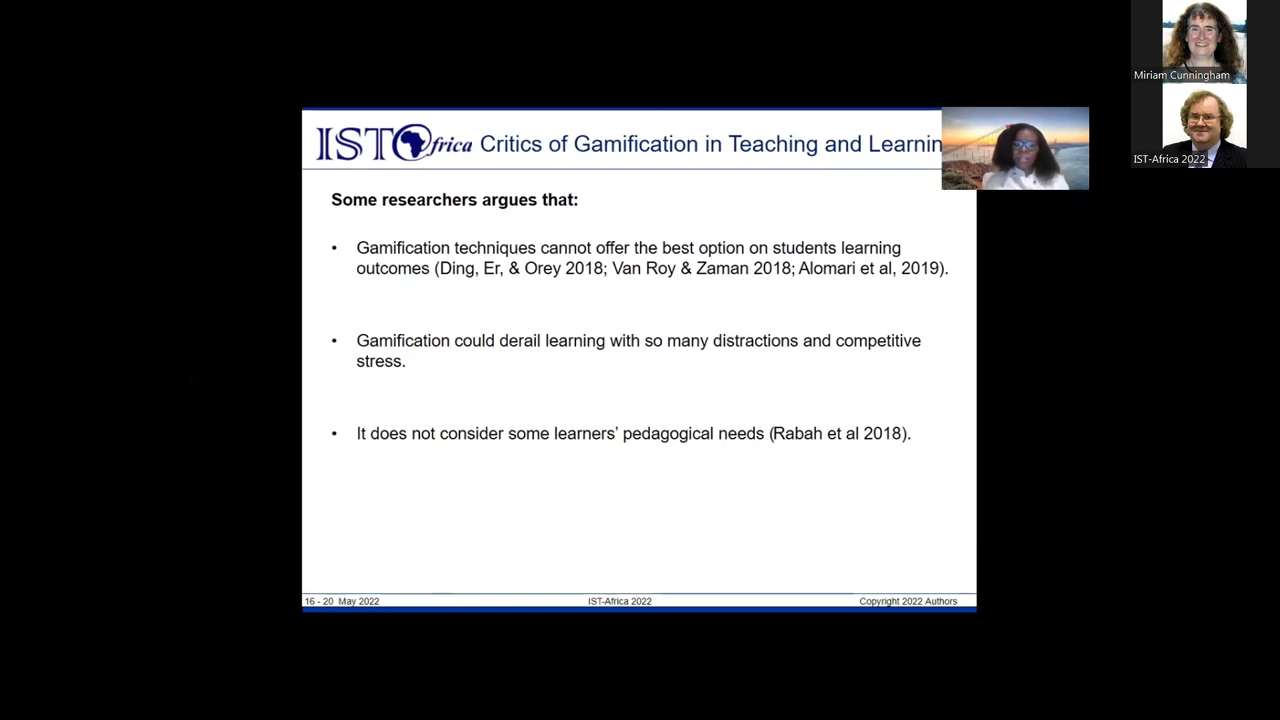 Miriam Cunningham
IST-Africa 2022
IST Africa Critics of Gamification in Teaching and Learnin
Some researchers argues that:
• Gamification techniques cannot offer the best option on students learning
outcomes (Ding, Er, & Orey 2018; Van Roy & Zaman 2018; Alomari et al, 2019).
• Gamification could derail learning with so many distractions and competitive
stress.
• It does not consider some learners’ pedagogical needs (Rabah et al 2018).
16 - 20 May 2022 IST-Africa 2022 Copyright 2022 Authors